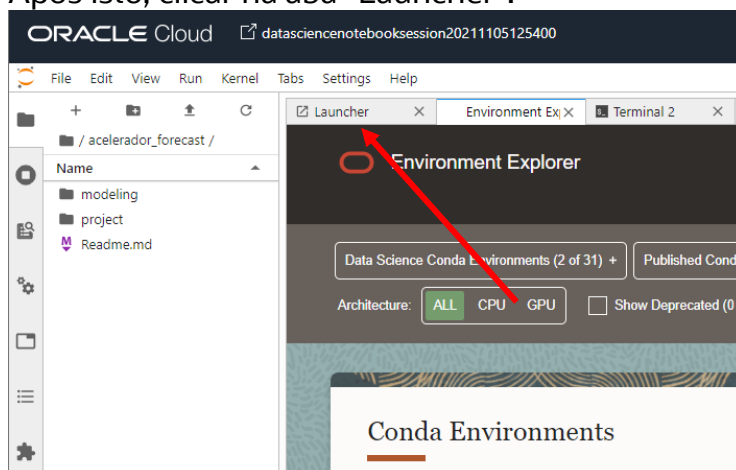 Após isto, clicar na aba "Launcher".
ORACLE Cloud datasciencenotebooksession20211105125400
File Edit View Run Kernel Tabs Settings Help
Launcher Environment Ex Terminal 2
/ acelerador_forecast /
Name
modeling
project
Readme.md
Environment Explorer
Data Science Conda Environments (2 of 31) + Published Cond
Architecture: ALL CPU GPU Show Deprecated (0
Conda Environments